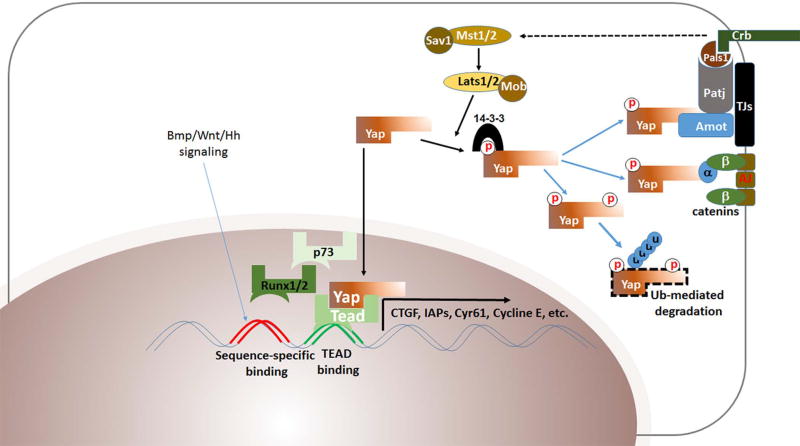 Sav1
Mst1/2
Crb
Pals1
Lats1/2
Mob
Patj
TJs
14-3-3
p
Yap
Amot
Yap
p
Yap
Bmp/Wnt/Hh
signaling
p
Yap
α
β
β
AJ
catenins
p
p
Yap
u
u
u
u
p
p
Yap
Ub-mediated
degradation
p73
Runx1/2
Yap
Tead
CTGF, IAPs, Cyr61, Cycline E, etc.
Sequence-specific
binding
TEAD
binding